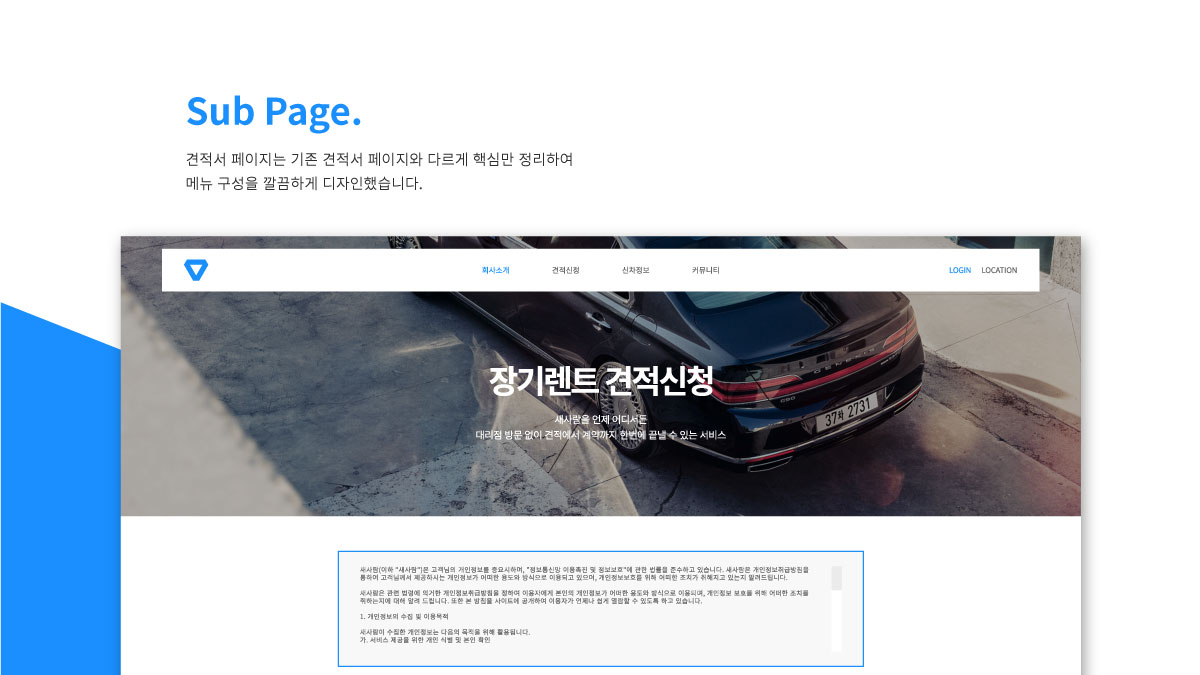 Sub Page.
견적서 페이지는 기존 견적서 페이지와 다르게 핵심만 정리하여
메뉴 구성을 깔끔하게 디자인했습니다.
회사소개 견적신청 신차정보 커뮤니티 LOGIN LOCATION
GENESIS
G90
37차 2731
장기렌트 견적신청
새사람을 언제 어디서든
대리점 방문 없이 견적에서 계약까지 한번에 끝낼 수 있는 서비스
새사람(이하 "새사람")은 고객님의 개인정보를 중요시하며, "정보통신망 이용촉진 및 정보보호"에 관한 법률을 준수하고 있습니다. 새사람은 개인정보취급방침을
통하여 고객님께서 제공하시는 개인정보가 어떠한 용도와 방식으로 이용되고 있으며, 개인정보보호를 위해 어떠한 조치가 취해지고 있는지 알려드립니다.
새사람은 관련 법령에 의거한 개인정보취급방침을 정하여 이용자에게 본인의 개인정보가 어떠한 용도와 방식으로 이용되며, 개인정보 보호를 위해 어떠한 조치를
취하는지에 대해 알려 드립니다. 또한 본 방침을 사이트에 공개하여 이용자가 언제나 쉽게 열람할 수 있도록 하고 있습니다.
1. 개인정보의 수집 및 이용목적
새사람이 수집한 개인정보는 다음의 목적을 위해 활용됩니다.
가. 서비스 제공을 위한 개인 식별 및 본인 확인